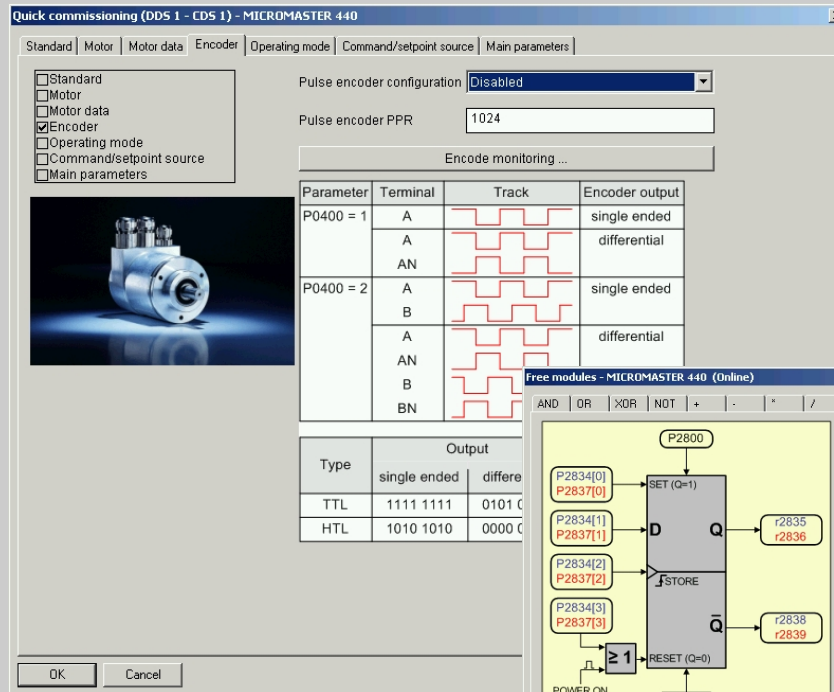 Quick commissioning (DDS 1 - CDS 1) - MICROMASTER 440
Standard Motor Motor data Encoder Operating mode Command/setpoint source Main parameters
Standard
Motor
Motor data
Encoder
Operating mode
Command/setpoint source
Main parameters
Pulse encoder configuration Disabled
Pulse encoder PPR 1024
Encode monitoring ...
Parameter Terminal Track Encoder output
P0400 = 1 A single ended
A differential
AN
P0400 = 2 A single ended
B
A differential
AN
B
BN
Type Output
single ended differe
TTL 1111 1111 0101
HTL 1010 1010 0000
OK Cancel
Free modules - MICROMASTER 440 (Online)
AND OR XOR NOT + - * /
P2800
P2834[0]
P2837[0]
SET (Q=1)
P2834[1]
P2837[1]
D Q
r2835
r2836
P2834[2]
P2837[2]
STORE
P2834[3]
P2837[3]
Q
r2838
r2839
≥ 1
RESET (Q=0)
POWER ON